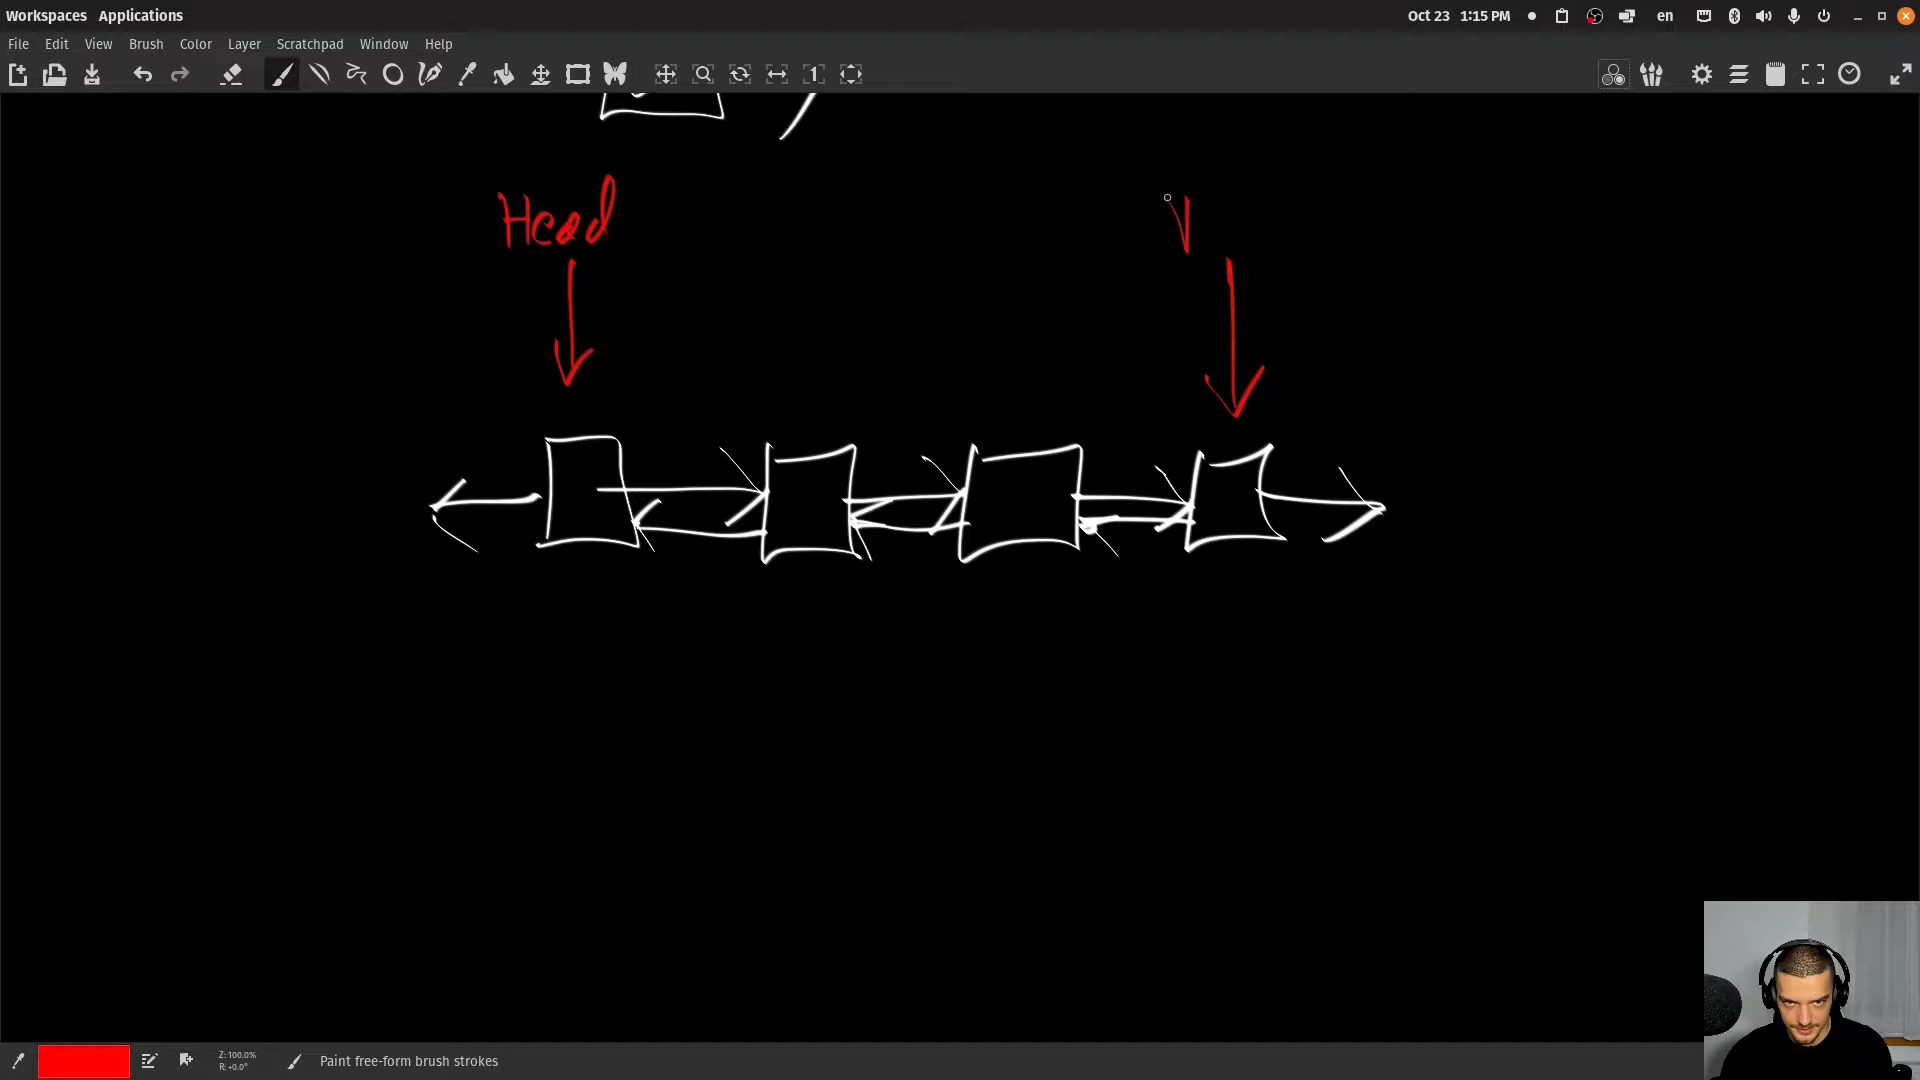 Workspaces Applications Oct 23 1:15 PM en
File Edit View Brush Color Layer Scratchpad Window Help
Head
Z: 100.0%
R: +0.0°
Paint free-form brush strokes